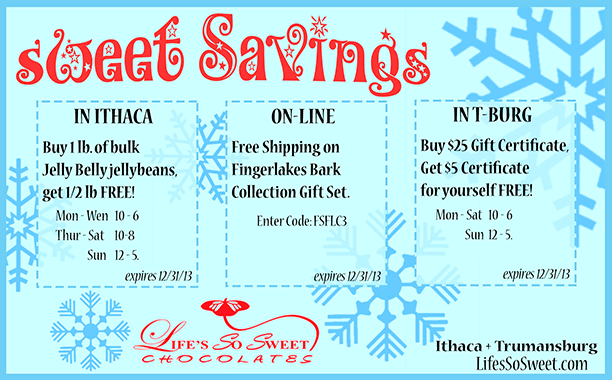 sweet Savings
IN ITHACA
Buy 1 lb. of bulk
Jelly Belly jellybeans,
get 1/2 lb FREE!
Mon - Wen 10 - 6
Thur - Sat 10-8
Sun 12 - 5.
expires 12/31/13
ON-LINE
Free Shipping on
Fingerlakes Bark
Collection Gift Set.
Enter Code: FSFLC3
expires 12/31/13
IN T-BURG
Buy $25 Gift Certificate,
Get $5 Certificate
for yourself FREE!
Mon - Sat 10 - 6
Sun 12 - 5.
expires 12/31/13
LIFE'S SO SWEET
CHOCOLATES
Ithaca + Trumansburg
LifesSoSweet.com